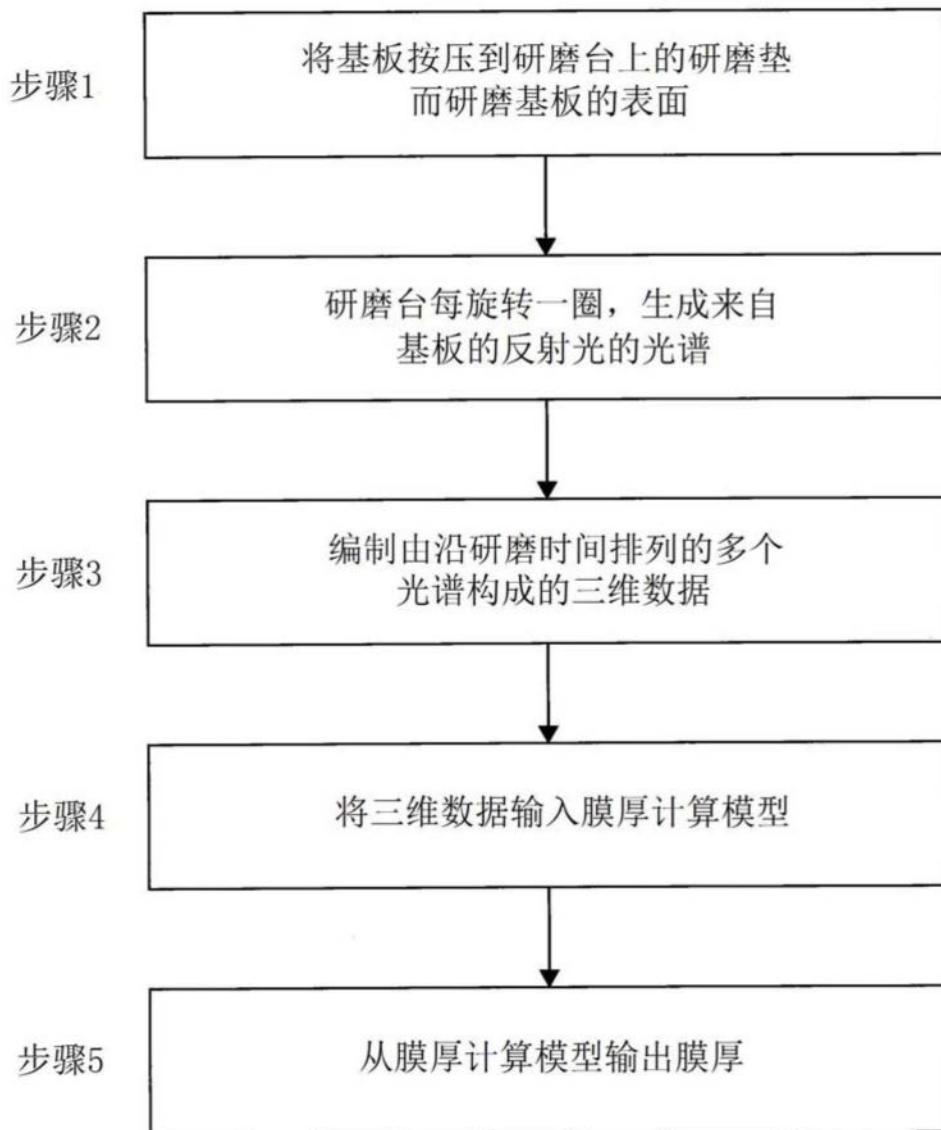 步骤1
将基板按压到研磨台上的研磨垫
而研磨基板的表面
步骤2
研磨台每旋转一圈，生成来自
基板的反射光的光谱
步骤3
编制由沿研磨时间排列的多个
光谱构成的三维数据
步骤4
将三维数据输入膜厚计算模型
步骤5
从膜厚计算模型输出膜厚